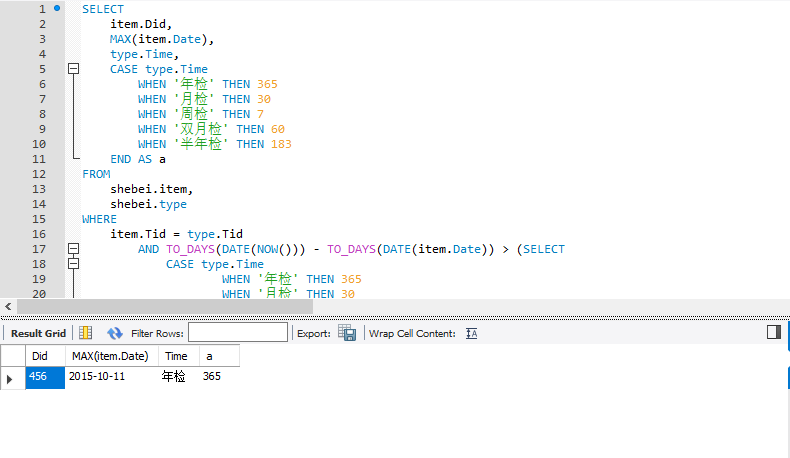 1 SELECT
2 item.Did,
3 MAX(item.Date),
4 type.Time,
5 CASE type.Time
6 WHEN '年检' THEN 365
7 WHEN '月检' THEN 30
8 WHEN '周检' THEN 7
9 WHEN '双月检' THEN 60
10 WHEN '半年检' THEN 183
11 END AS a
12 FROM
13 shebei.item,
14 shebei.type
15 WHERE
16 item.Tid = type.Tid
17 AND TO_DAYS(DATE(NOW())) - TO_DAYS(DATE(item.Date)) > (SELECT
18 CASE type.Time
19 WHEN '年检' THEN 365
20 WHEN '月检' THEN 30
Result Grid Filter Rows: Export: Wrap Cell Content:
Did MAX(item.Date) Time a
456 2015-10-11 年检 365